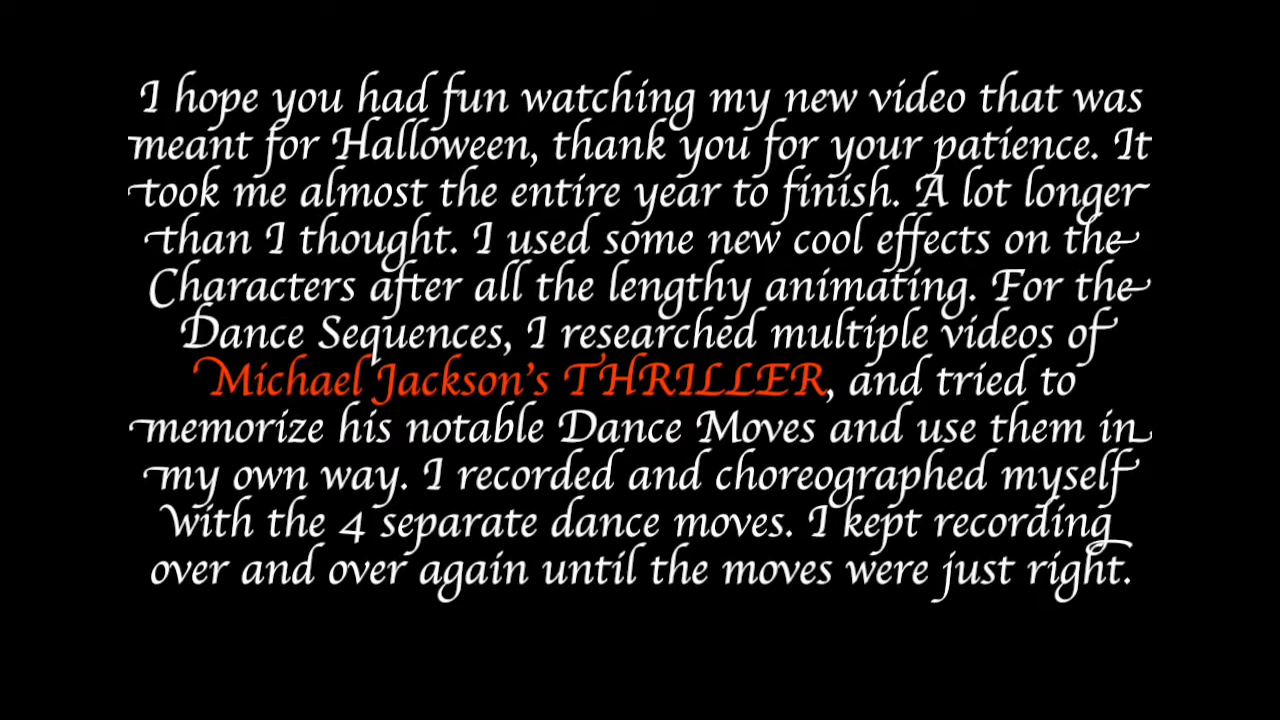 I hope you had fun watching my new video that was
meant for Halloween, thank you for your patience. It
took me almost the entire year to finish. A lot longer
than I thought. I used some new cool effects on the
Characters after all the lengthy animating. For the
Dance Sequences, I researched multiple videos of
Michael Jackson's THRILLER, and tried to
memorize his notable Dance Moves and use them in
my own way. I recorded and choreographed myself
with the 4 separate dance moves. I kept recording
over and over again until the moves were just right.